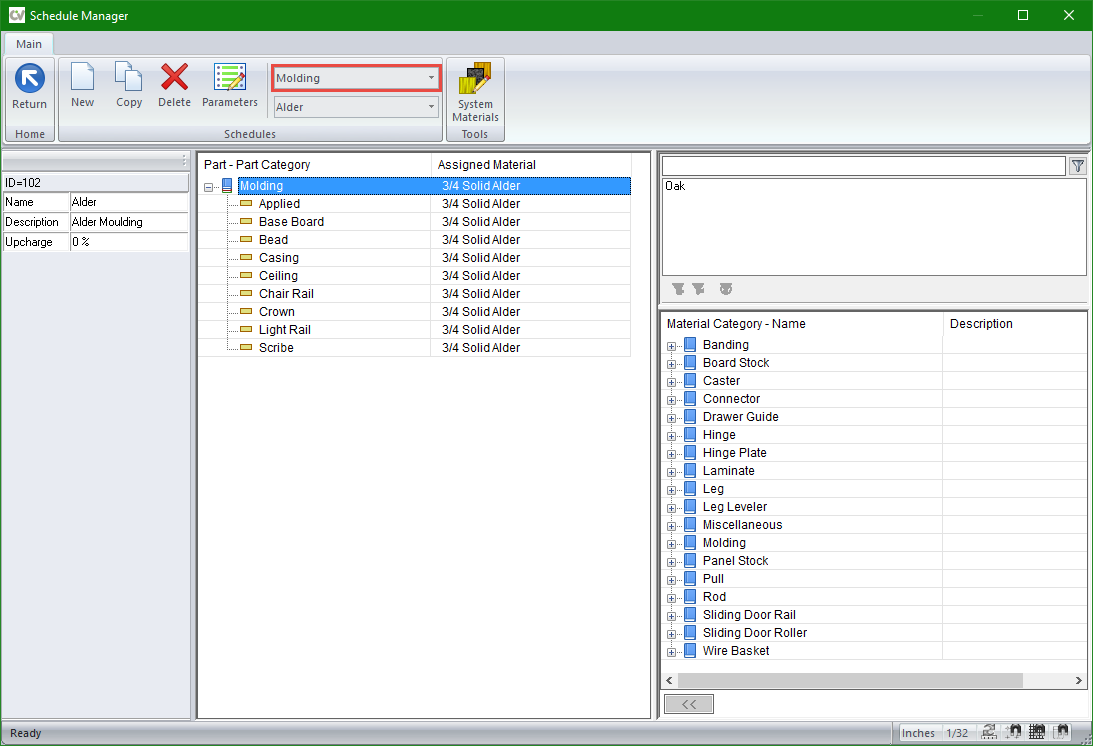 CV Schedule Manager
Main
Return
New
Copy
Delete
Parameters
Molding
Alder
System Materials
Home
Schedules
Tools
ID=102
Name Alder
Description Alder Moulding
Upcharge 0 %
Part - Part Category Assigned Material
Molding 3/4 Solid Alder
Applied 3/4 Solid Alder
Base Board 3/4 Solid Alder
Bead 3/4 Solid Alder
Casing 3/4 Solid Alder
Ceiling 3/4 Solid Alder
Chair Rail 3/4 Solid Alder
Crown 3/4 Solid Alder
Light Rail 3/4 Solid Alder
Scribe 3/4 Solid Alder
Oak
Material Category - Name Description
Banding
Board Stock
Caster
Connector
Drawer Guide
Hinge
Hinge Plate
Laminate
Leg
Leg Leveler
Miscellaneous
Molding
Panel Stock
Pull
Rod
Sliding Door Rail
Sliding Door Roller
Wire Basket
<<
Ready
Inches 1/32